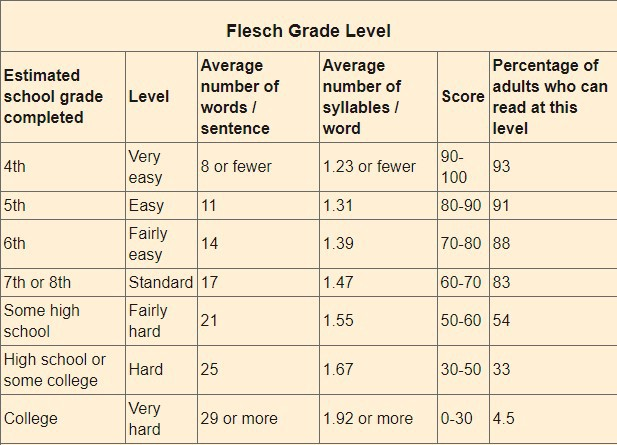 Flesch Grade Level
Estimated school grade completed | Level | Average number of words / sentence | Average number of syllables / word | Score | Percentage of adults who can read at this level
4th | Very easy | 8 or fewer | 1.23 or fewer | 90-100 | 93
5th | Easy | 11 | 1.31 | 80-90 | 91
6th | Fairly easy | 14 | 1.39 | 70-80 | 88
7th or 8th | Standard | 17 | 1.47 | 60-70 | 83
Some high school | Fairly hard | 21 | 1.55 | 50-60 | 54
High school or some college | Hard | 25 | 1.67 | 30-50 | 33
College | Very hard | 29 or more | 1.92 or more | 0-30 | 4.5